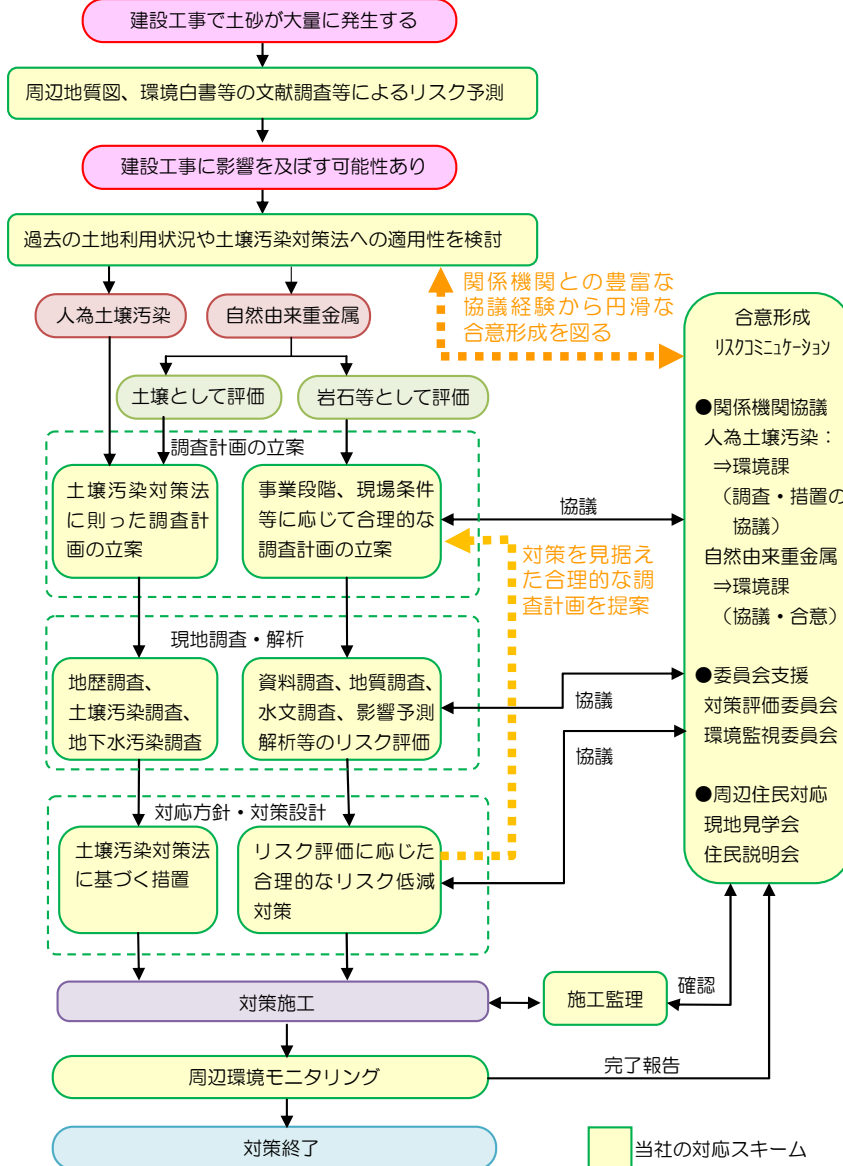 建設工事で土砂が大量に発生する
周辺地質図、環境白書等の文献調査等によるリスク予測
建設工事に影響を及ぼす可能性あり
過去の土地利用状況や土壌汚染対策法への適用性を検討
関係機関との豊富な
協議経験から円滑な
合意形成を図る
人為土壌汚染
自然由来重金属
土壌として評価
岩石等として評価
調査計画の立案
土壌汚染対策法
に則った調査計
画の立案
事業段階、現場条件
等に応じて合理的な
調査計画の立案
協議
対策を見据え
た合理的な調
査計画を提案
現地調査・解析
地歴調査、
土壌汚染調査、
地下水汚染調査
資料調査、地質調査、
水文調査、影響予測
解析等のリスク評価
協議
協議
対応方針・対策設計
土壌汚染対策法
に基づく措置
リスク評価に応じた
合理的なリスク低減
対策
合意形成
リスクコミュニケーション
●関係機関協議
人為土壌汚染：
⇒環境課
（調査・措置の
協議）
自然由来重金属
⇒環境課
（協議・合意）
●委員会支援
対策評価委員会
環境監視委員会
●周辺住民対応
現地見学会
住民説明会
対策施工
施工監理
確認
周辺環境モニタリング
完了報告
対策終了
当社の対応スキーム